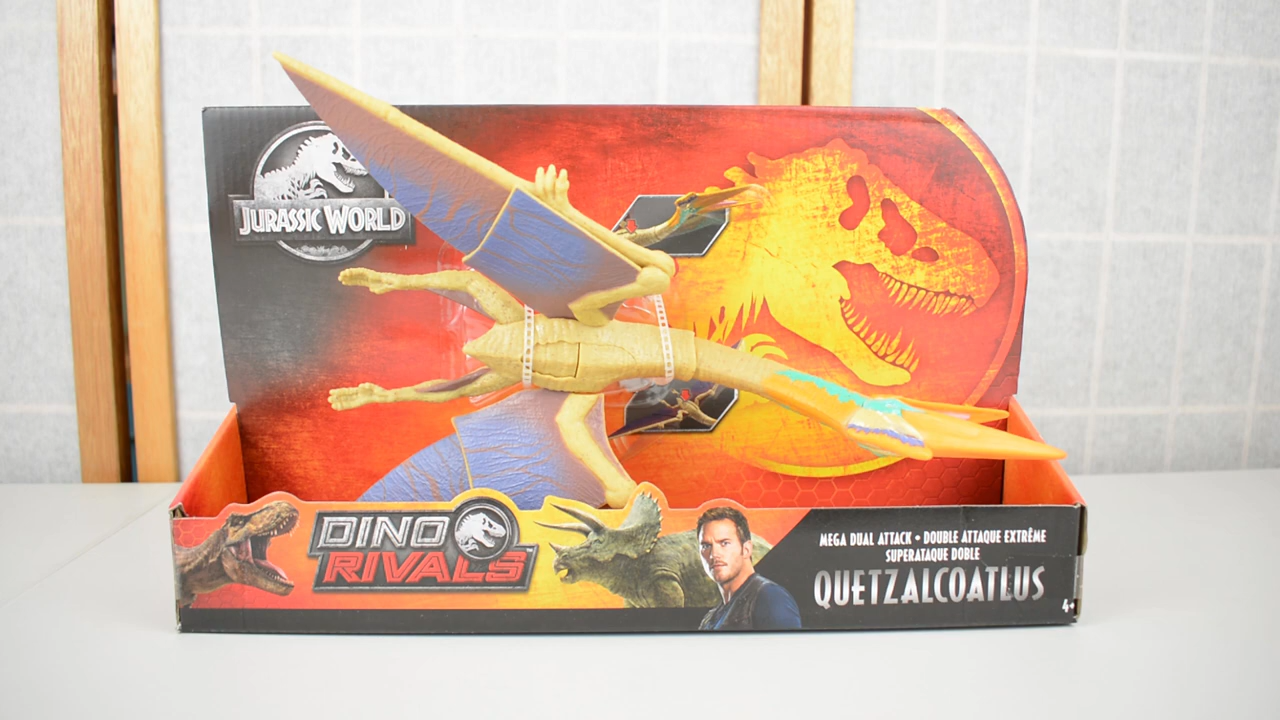 JURASSIC WORLD
DINO
RIVALS
MEGA DUAL ATTACK • DOUBLE ATTAQUE EXTRÊME
SUPERATAQUE DOBLE
QUETZALCOATLUS
4+